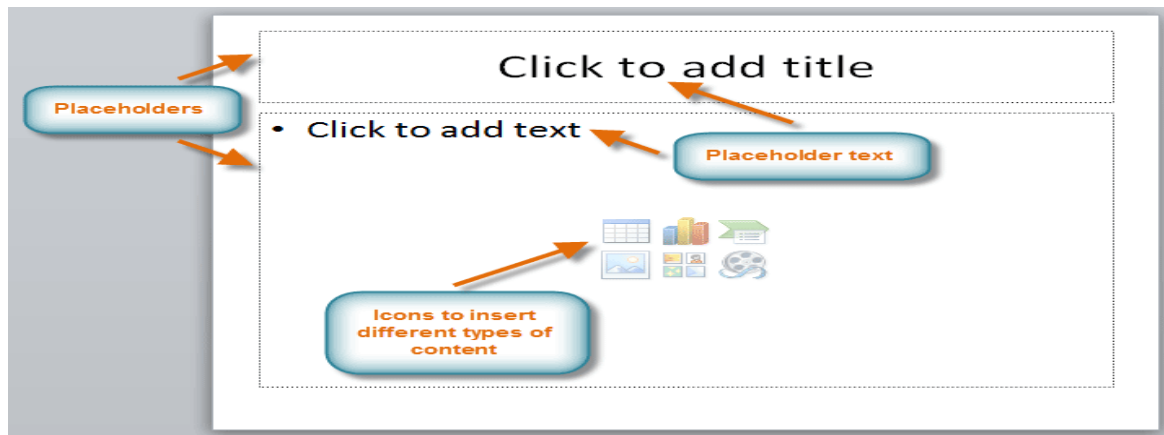 Click to add title
Placeholders
• Click to add text
Placeholder text
Icons to insert
different types of
content